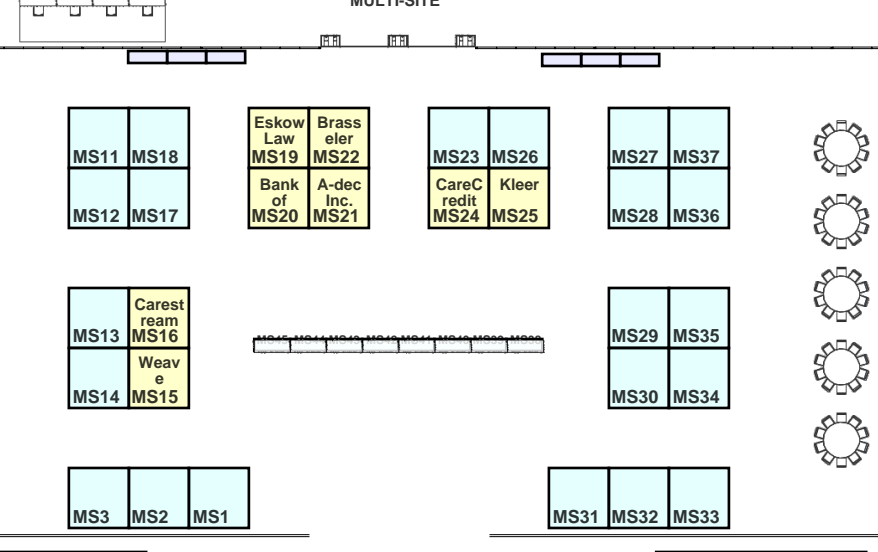 MULTI-SITE
Eskow
Law
MS19
Brass
eler
MS22
MS11
MS18
MS23
MS26
MS27
MS37
Bank
of
MS20
A-dec
Inc.
MS21
CareC
redit
MS24
Kleer
MS25
MS12
MS17
MS28
MS36
Carest
ream
MS16
MS13
MS29
MS35
Weav
e
MS15
MS14
MS30
MS34
MS3
MS2
MS1
MS31
MS32
MS33